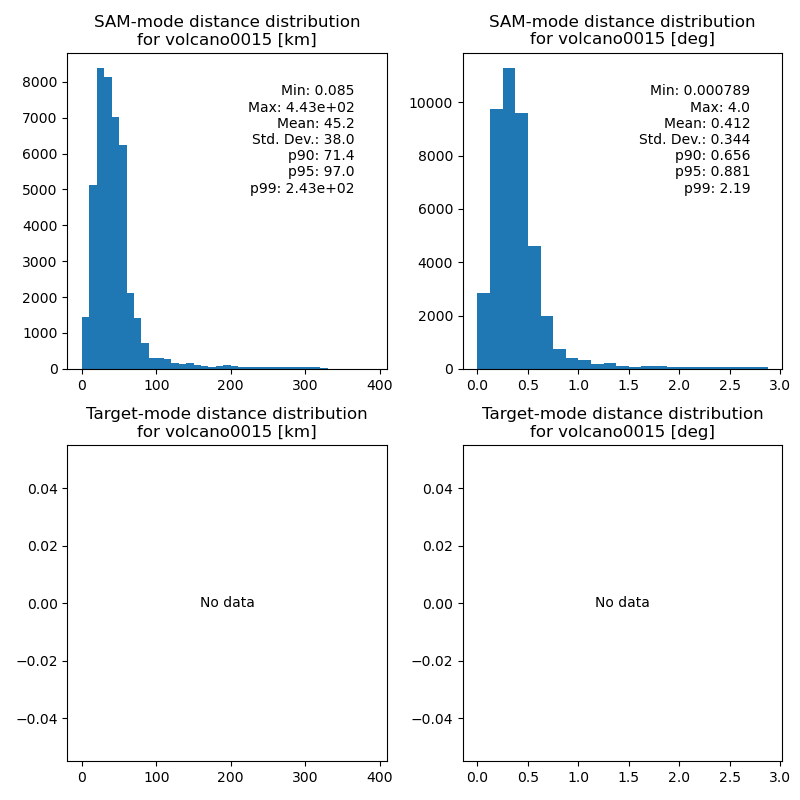 SAM-mode distance distribution
for volcano0015 [km]
8000
7000
6000
5000
4000
3000
2000
1000
0
Min: 0.085
Max: 4.43e+02
Mean: 45.2
Std. Dev.: 38.0
p90: 71.4
p95: 97.0
p99: 2.43e+02
0 100 200 300 400
SAM-mode distance distribution
for volcano0015 [deg]
10000
8000
6000
4000
2000
0
Min: 0.000789
Max: 4.0
Mean: 0.412
Std. Dev.: 0.344
p90: 0.656
p95: 0.881
p99: 2.19
0.0 0.5 1.0 1.5 2.0 2.5 3.0
Target-mode distance distribution
for volcano0015 [km]
0.04
0.02
0.00
−0.02
−0.04
No data
0 100 200 300 400
Target-mode distance distribution
for volcano0015 [deg]
0.04
0.02
0.00
−0.02
−0.04
No data
0.0 0.5 1.0 1.5 2.0 2.5 3.0